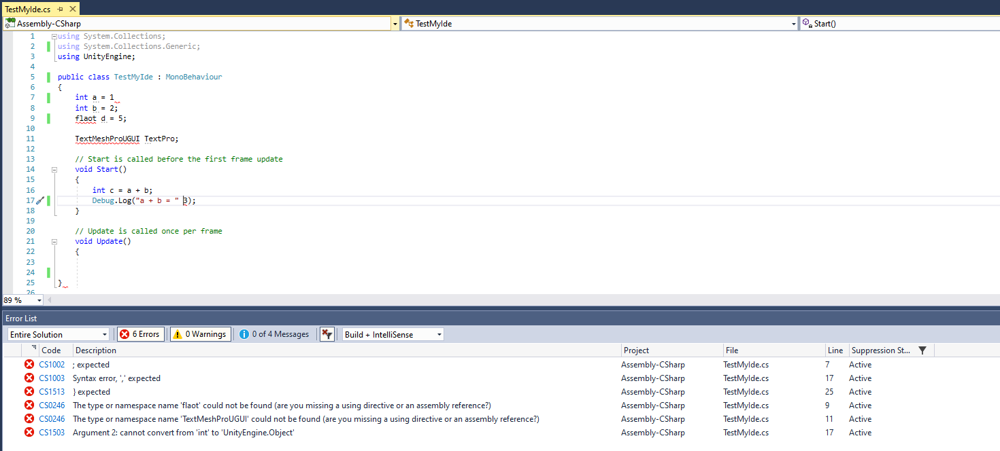 TestMyIde.cs
Assembly-CSharp TestMyIde Start()
1 using System.Collections;
2 using System.Collections.Generic;
3 using UnityEngine;
4
5 public class TestMyIde : MonoBehaviour
6 {
7 int a = 1
8 int b = 2;
9 flaot d = 5;
10
11 TextMeshProUGUI TextPro;
12
13 // Start is called before the first frame update
14 void Start()
15 {
16 int c = a + b;
17 Debug.Log("a + b = " 3);
18 }
19
20 // Update is called once per frame
21 void Update()
22 {
23
24
25 }
26
89 %
Error List
Entire Solution 6 Errors 0 Warnings 0 of 4 Messages Build + IntelliSense
Code Description Project File Line Suppression St...
CS1002 ; expected Assembly-CSharp TestMyIde.cs 7 Active
CS1003 Syntax error, ',' expected Assembly-CSharp TestMyIde.cs 17 Active
CS1513 } expected Assembly-CSharp TestMyIde.cs 25 Active
CS0246 The type or namespace name 'flaot' could not be found (are you missing a using directive or an assembly reference?) Assembly-CSharp TestMyIde.cs 9 Active
CS0246 The type or namespace name 'TextMeshProUGUI' could not be found (are you missing a using directive or an assembly reference?) Assembly-CSharp TestMyIde.cs 11 Active
CS1503 Argument 2: cannot convert from 'int' to 'UnityEngine.Object' Assembly-CSharp TestMyIde.cs 17 Active